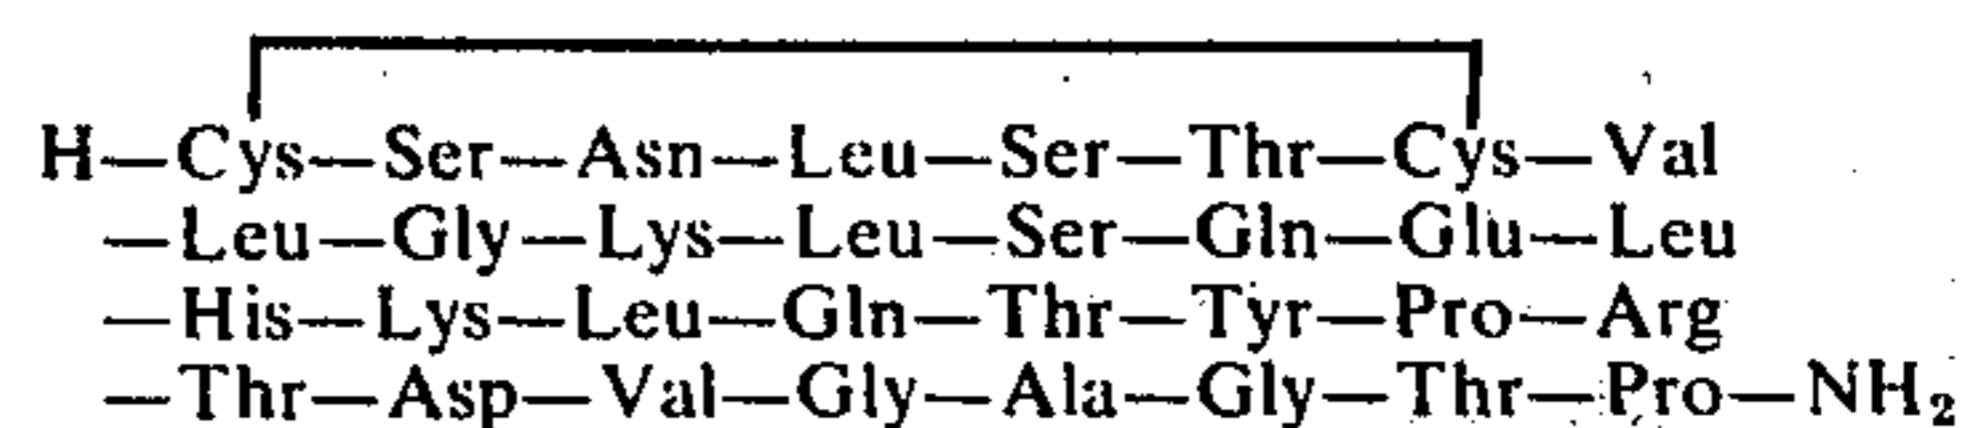 H—Cys—Ser—Asn—Leu—Ser—Thr—Cys—Val
—Leu—Gly—Lys—Leu—Ser—Gln—Glu—Leu
—His—Lys—Leu—Gln—Thr—Tyr—Pro—Arg
—Thr—Asp—Val—Gly—Ala—Gly—Thr—Pro—NH₂